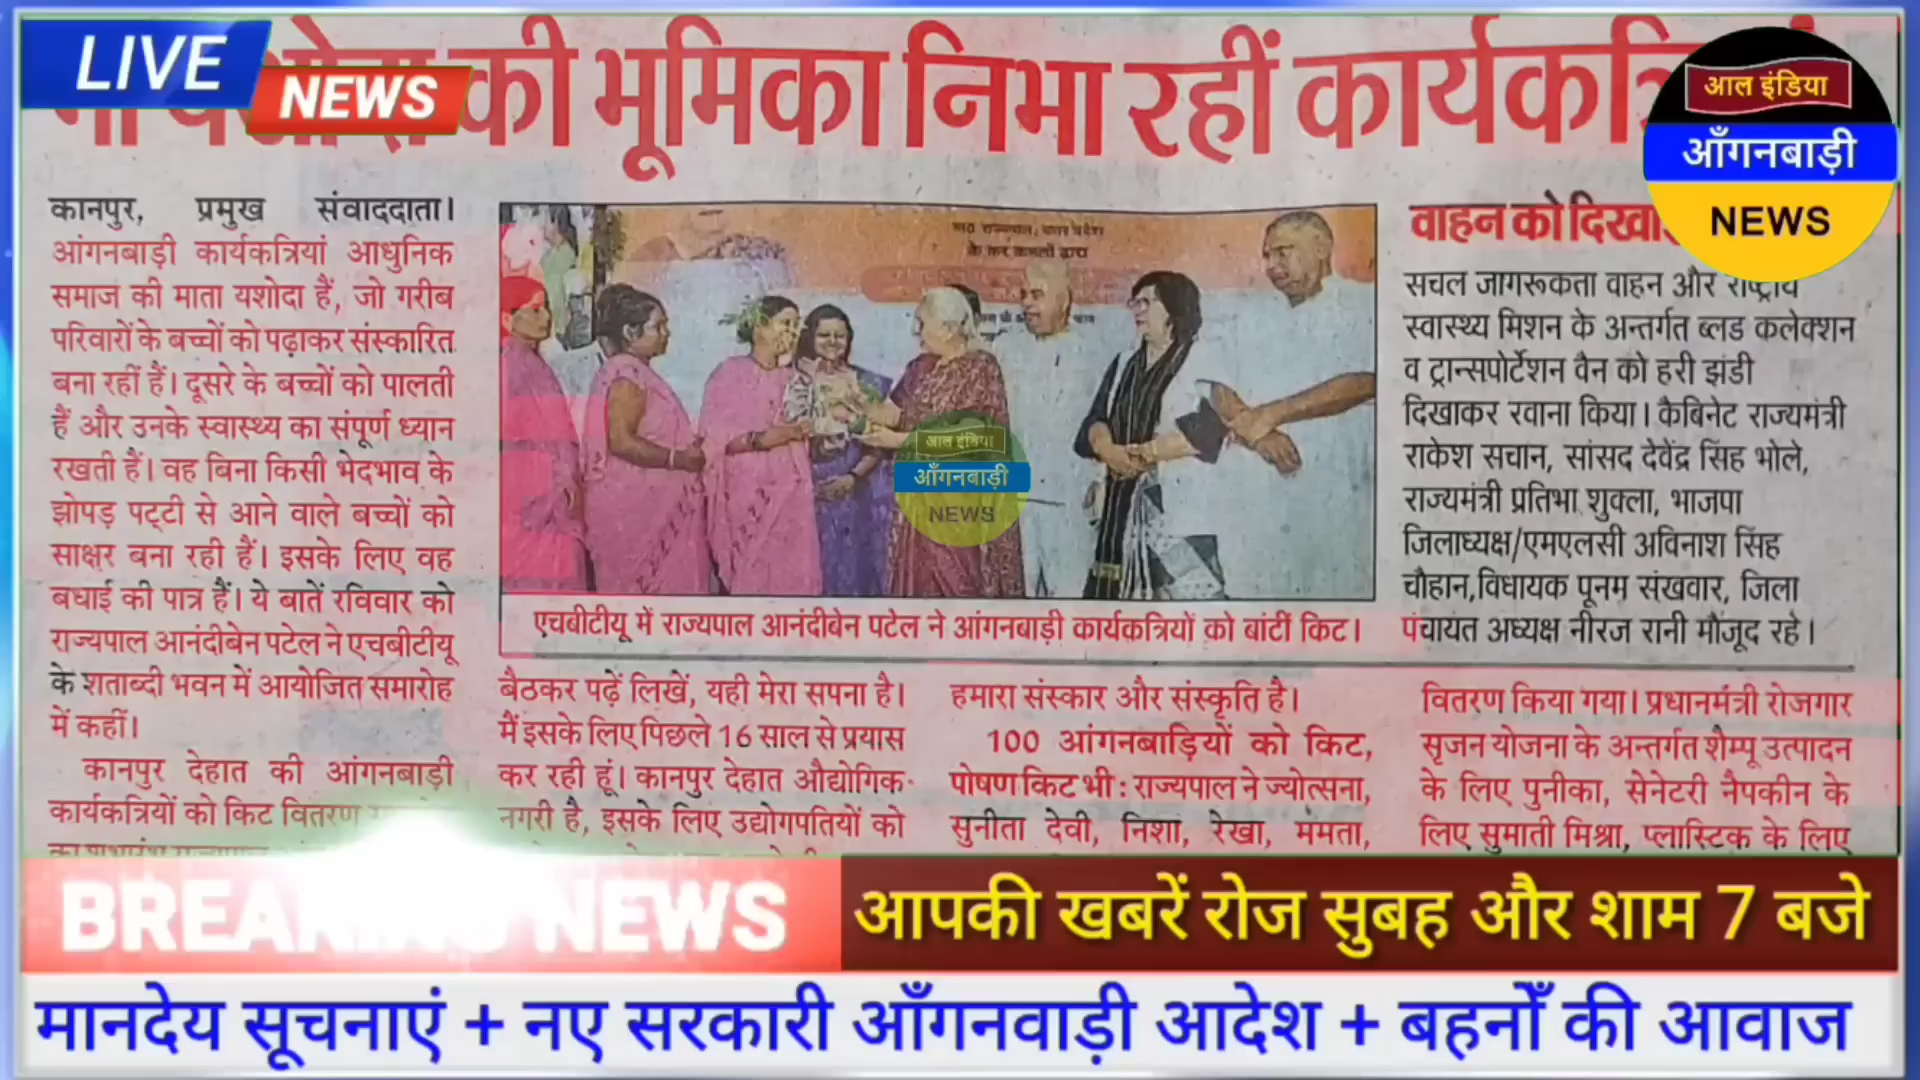 LIVE
NEWS
की भूमिका निभा रहीं
आल इंडिया
आँगनबाड़ी
NEWS
कानपुर, प्रमुख संवाददाता।
आंगनबाड़ी कार्यकत्रियां आधुनिक
समाज की माता यशोदा हैं, जो गरीब
परिवारों के बच्चों को पढ़ाकर संस्कारित
बना रहीं हैं। दूसरे के बच्चों को पालती
हैं और उनके स्वास्थ्य का संपूर्ण ध्यान
रखती हैं। वह बिना किसी भेदभाव के
झोपड़ पट्टी से आने वाले बच्चों को
साक्षर बना रही हैं। इसके लिए वह
बधाई की पात्र हैं। ये बातें रविवार को
राज्यपाल आनंदीबेन पटेल ने एचबीटीयू
के शताब्दी भवन में आयोजित समारोह
में कहीं।
कानपुर देहात की आंगनबाड़ी
कार्यकत्रियों को किट वितरण
के कर कमलों द्वारा
आल इंडिया
आँगनबाड़ी
NEWS
एचबीटीयू में राज्यपाल आनंदीबेन पटेल ने आंगनबाड़ी कार्यकत्रियों को बांटीं किट।
बैठकर पढ़ें लिखें, यही मेरा सपना है।
मैं इसके लिए पिछले 16 साल से प्रयास
कर रही हूं। कानपुर देहात औद्योगिक
नगरी है, इसके लिए उद्योगपतियों को
हमारा संस्कार और संस्कृति है।
100 आंगनबाड़ियों को किट,
पोषण किट भी : राज्यपाल ने ज्योत्सना,
सुनीता देवी, निशा, रेखा, ममता,
वाहन को
सचल जागरूकता वाहन और राष्ट्रीय
स्वास्थ्य मिशन के अन्तर्गत ब्लड कलेक्शन
व ट्रान्सपोर्टेशन वैन को हरी झंडी
दिखाकर रवाना किया। कैबिनेट राज्यमंत्री
राकेश सचान, सांसद देवेंद्र सिंह भोले,
राज्यमंत्री प्रतिभा शुक्ला, भाजपा
जिलाध्यक्ष/एमएलसी अविनाश सिंह
चौहान,विधायक पूनम संखवार, जिला
पंचायत अध्यक्ष नीरज रानी मौजूद रहे।
वितरण किया गया। प्रधानमंत्री रोजगार
सृजन योजना के अन्तर्गत शैम्पू उत्पादन
के लिए पुनीका, सेनेटरी नैपकीन के
लिए सुमाती मिश्रा, प्लास्टिक के लिए
BREAKING NEWS
आपकी खबरें रोज सुबह और शाम 7 बजे
मानदेय सूचनाएं + नए सरकारी आँगनवाड़ी आदेश + बहनोँ की आवाज